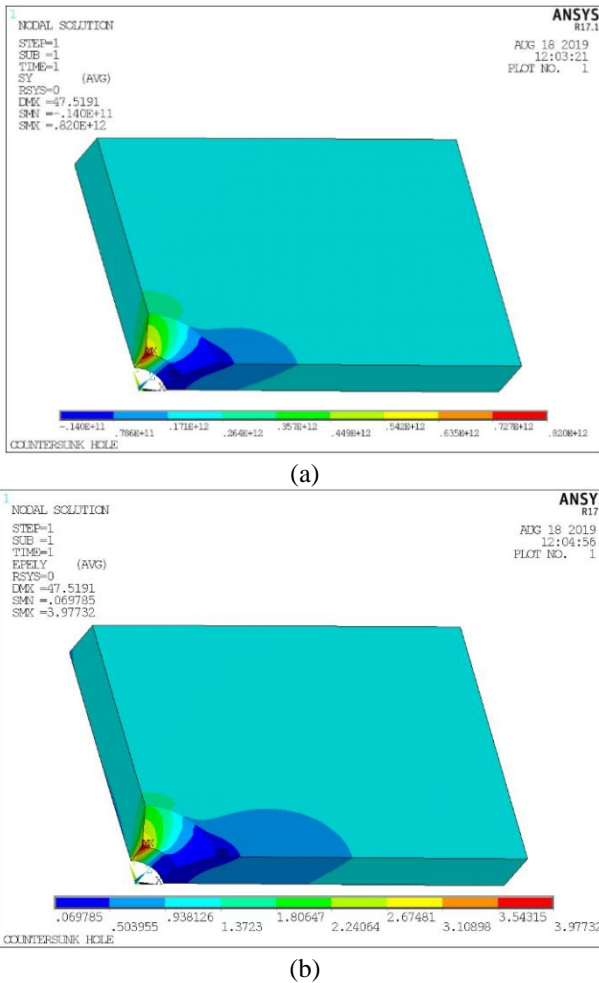 1
NODAL SOLUTION
STEP=1
SUB =1
TIME=1
SY (AVG)
RSYS=0
DMX =47.5191
SMN =-.140E+11
SMX =.820E+12
ANSYS
R17.1
AUG 18 2019
12:03:21
PLOT NO. 1
MX
X
-.140E+11 .786E+11 .171E+12 .264E+12 .357E+12 .449E+12 .542E+12 .635E+12 .727E+12 .820E+12
COUNTERSUNK HOLE
(a)
1
NODAL SOLUTION
STEP=1
SUB =1
TIME=1
EPELY (AVG)
RSYS=0
DMX =47.5191
SMN =.069785
SMX =3.97732
ANSY
R17
AUG 18 2019
12:04:56
PLOT NO. 1
MX
X
.069785 .503955 .938126 1.3723 1.80647 2.24064 2.67481 3.10898 3.54315 3.97732
COUNTERSUNK HOLE
(b)